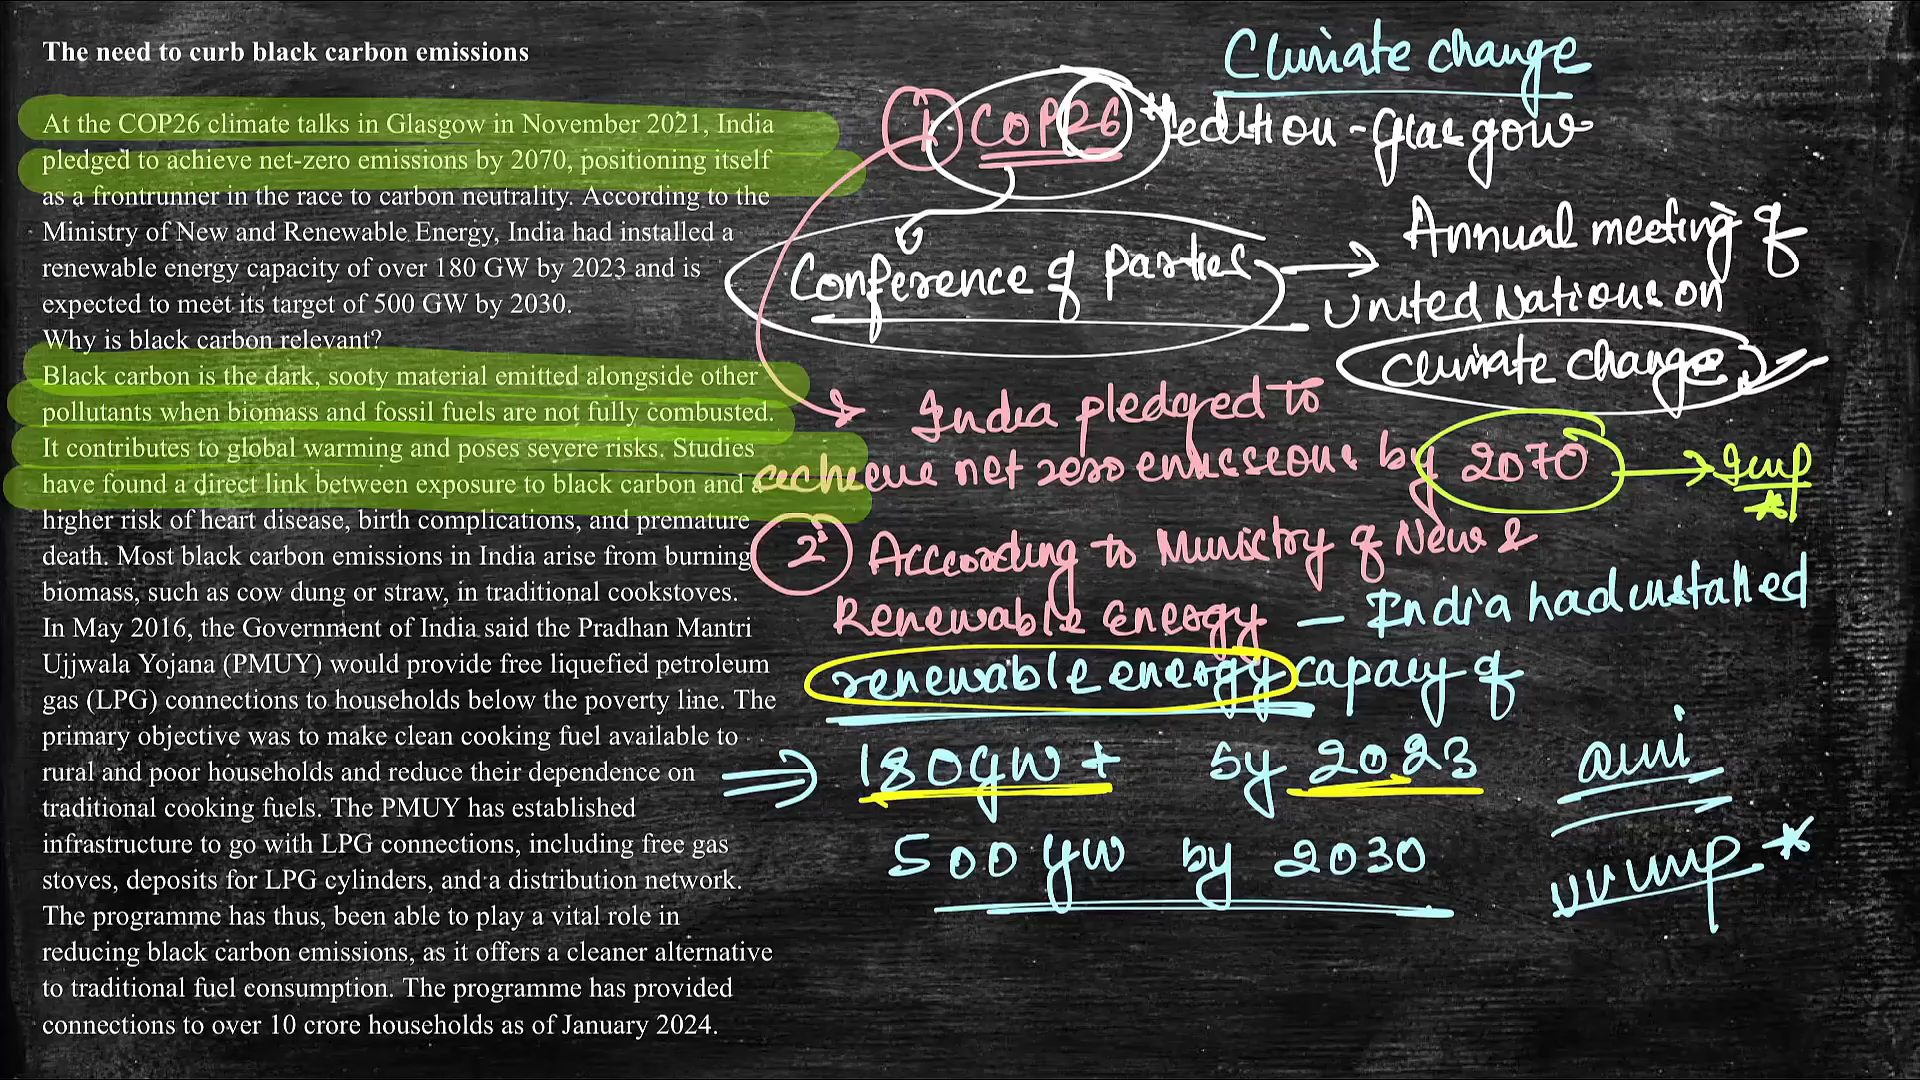 The need to curb black carbon emissions
At the COP26 climate talks in Glasgow in November 2021, India
pledged to achieve net-zero emissions by 2070, positioning itself
as a frontrunner in the race to carbon neutrality. According to the
Ministry of New and Renewable Energy, India had installed a
renewable energy capacity of over 180 GW by 2023 and is
expected to meet its target of 500 GW by 2030.
Why is black carbon relevant?
Black carbon is the dark, sooty material emitted alongside other
pollutants when biomass and fossil fuels are not fully combusted.
It contributes to global warming and poses severe risks. Studies
have found a direct link between exposure to black carbon and a
higher risk of heart disease, birth complications, and premature
death. Most black carbon emissions in India arise from burning
biomass, such as cow dung or straw, in traditional cookstoves.
In May 2016, the Government of India said the Pradhan Mantri
Ujjwala Yojana (PMUY) would provide free liquefied petroleum
gas (LPG) connections to households below the poverty line. The
primary objective was to make clean cooking fuel available to
rural and poor households and reduce their dependence on
traditional cooking fuels. The PMUY has established
infrastructure to go with LPG connections, including free gas
stoves, deposits for LPG cylinders, and a distribution network.
The programme has thus, been able to play a vital role in
reducing black carbon emissions, as it offers a cleaner alternative
to traditional fuel consumption. The programme has provided
connections to over 10 crore households as of January 2024.
Climate change
1 COP26th edition - Glasgow
Conference of parties → Annual meeting of
United Nations on
climate change
India pledged to
achieve net zero emissions by 2070 → Imp
2 According to Ministry of New &
Renewable Energy — India had installed
renewable energy capacity of
180GW + by 2023
500 GW by 2030
VV imp *